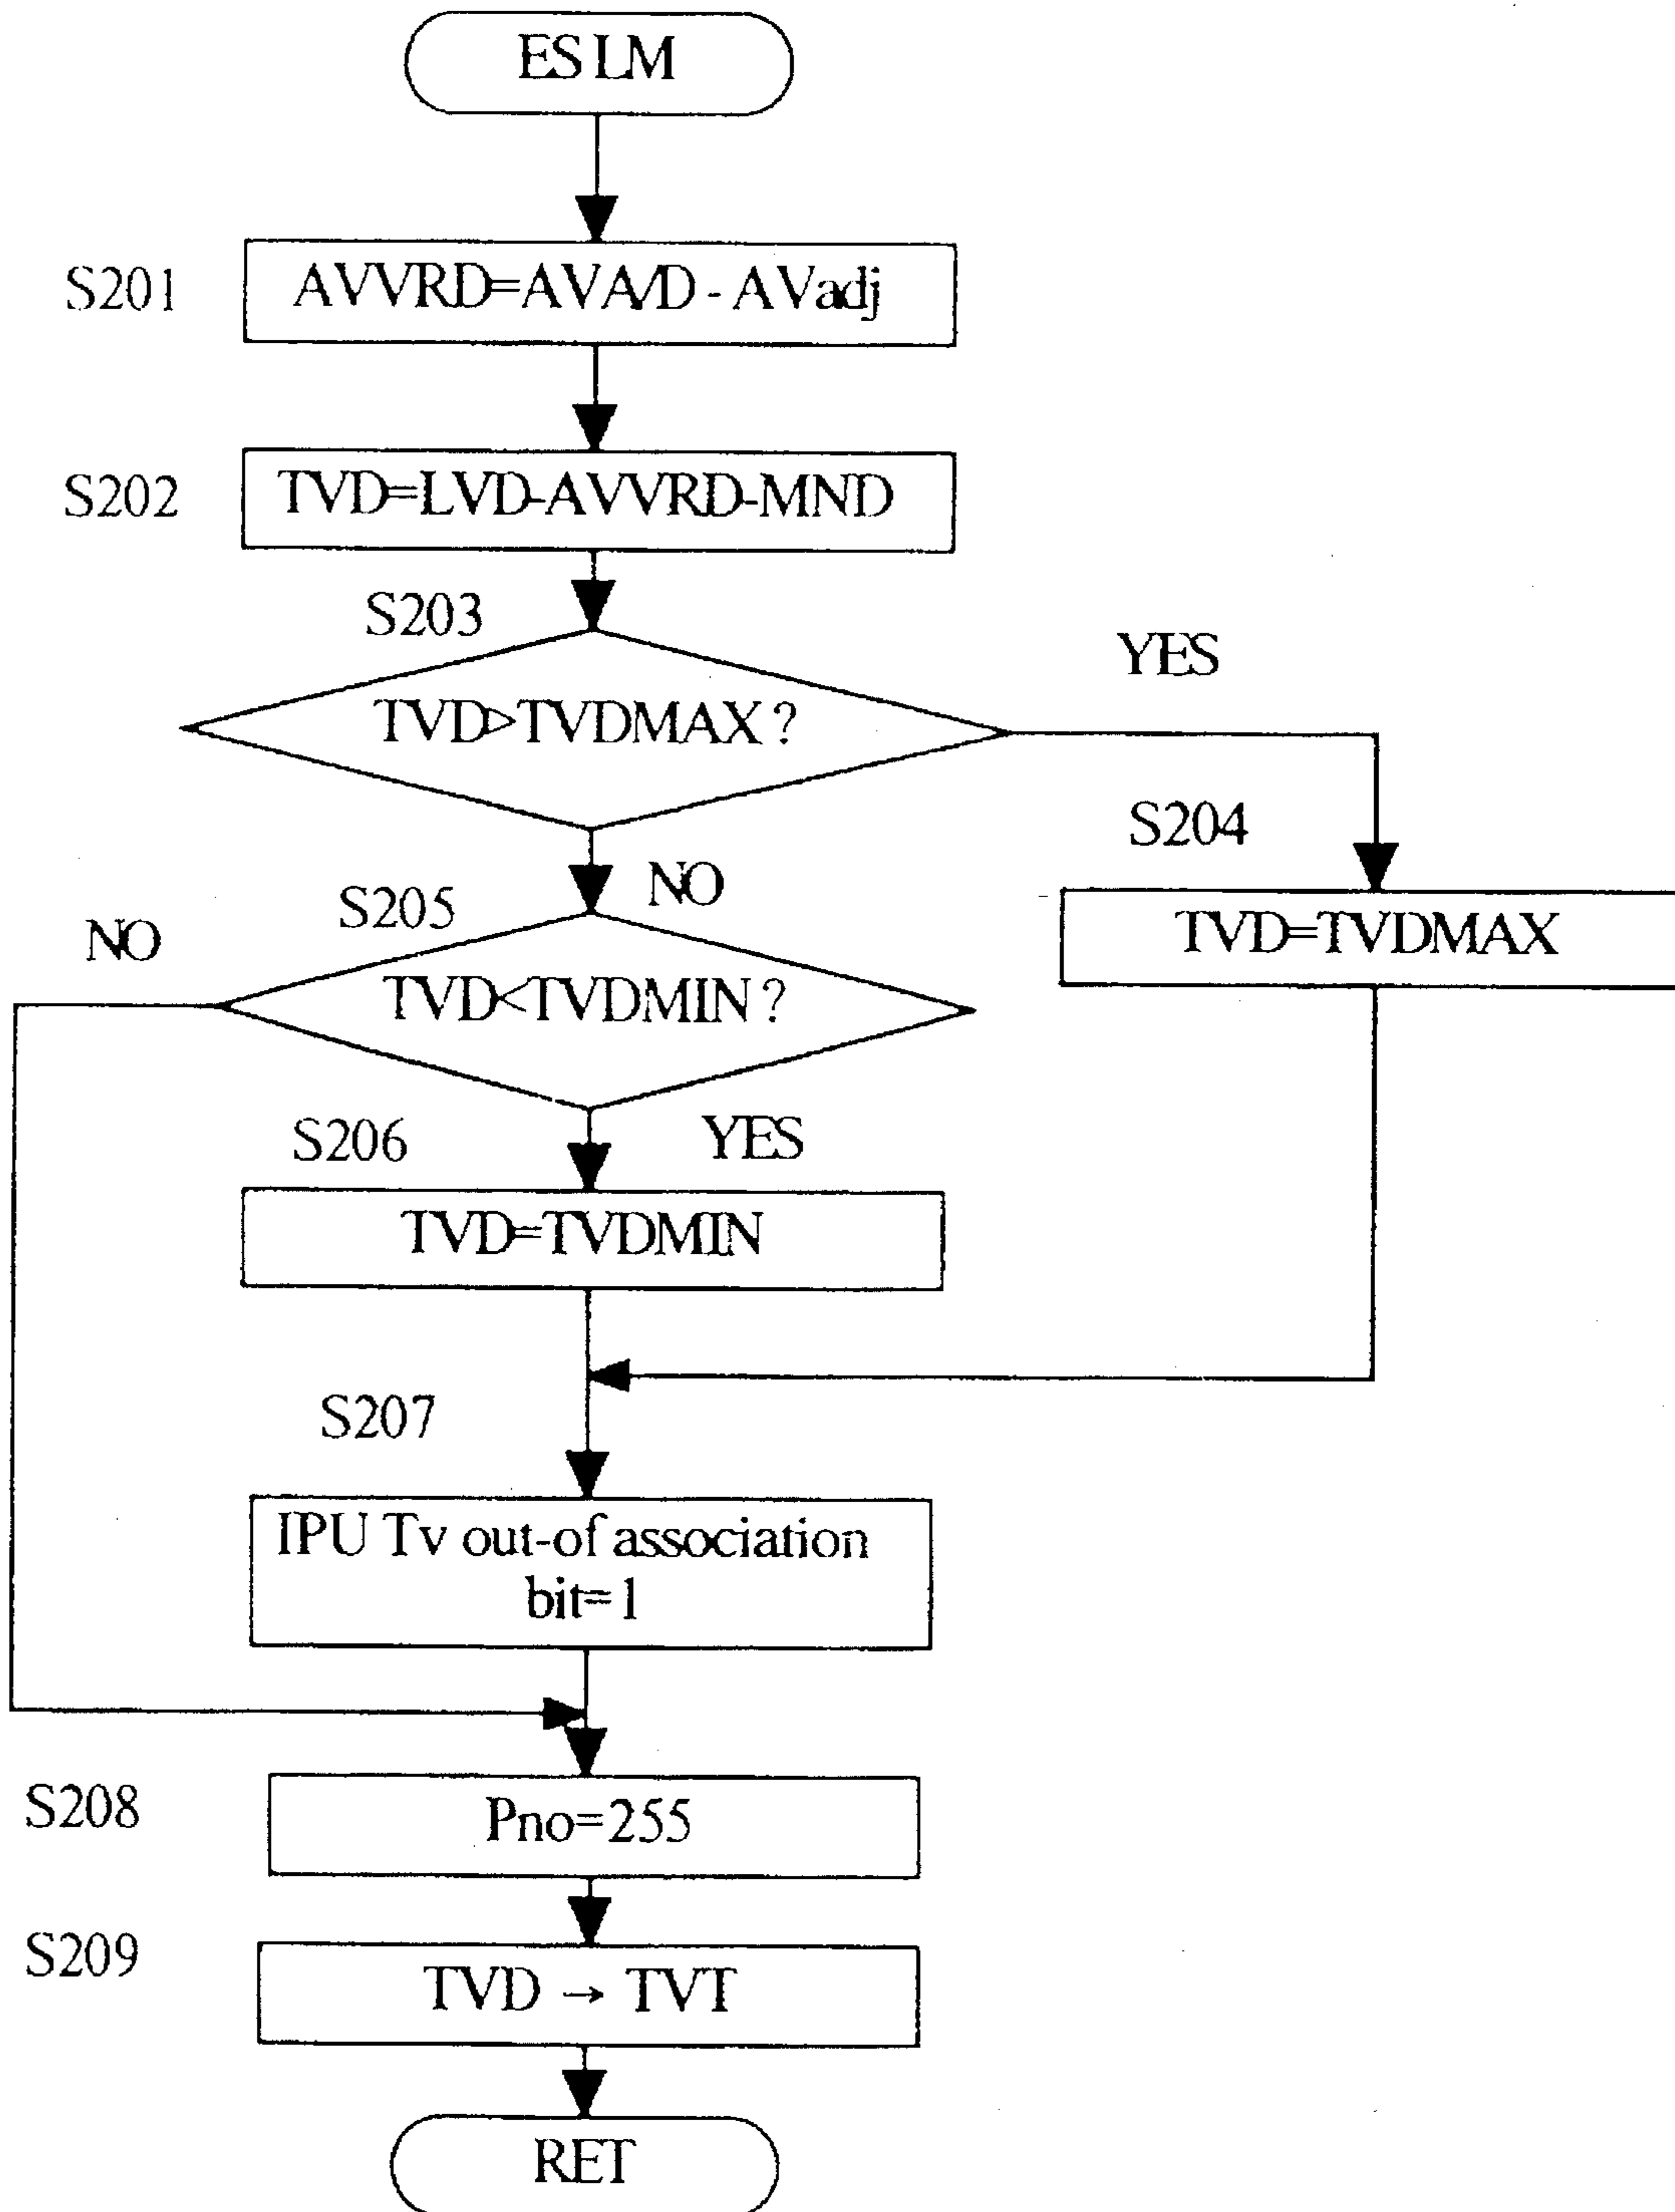 ES LM
S201
AVVRD=AVA/D - AVadj
S202
TVD=LVD-AVVRD-MND
S203
TVD>TVDMAX?
YES
S204
TVD=TVDMAX
NO
S205
NO
TVD<TVDMIN?
S206
YES
TVD=TVDMIN
S207
IPU Tv out-of association
bit=1
S208
Pno=255
S209
TVD → TVT
RET